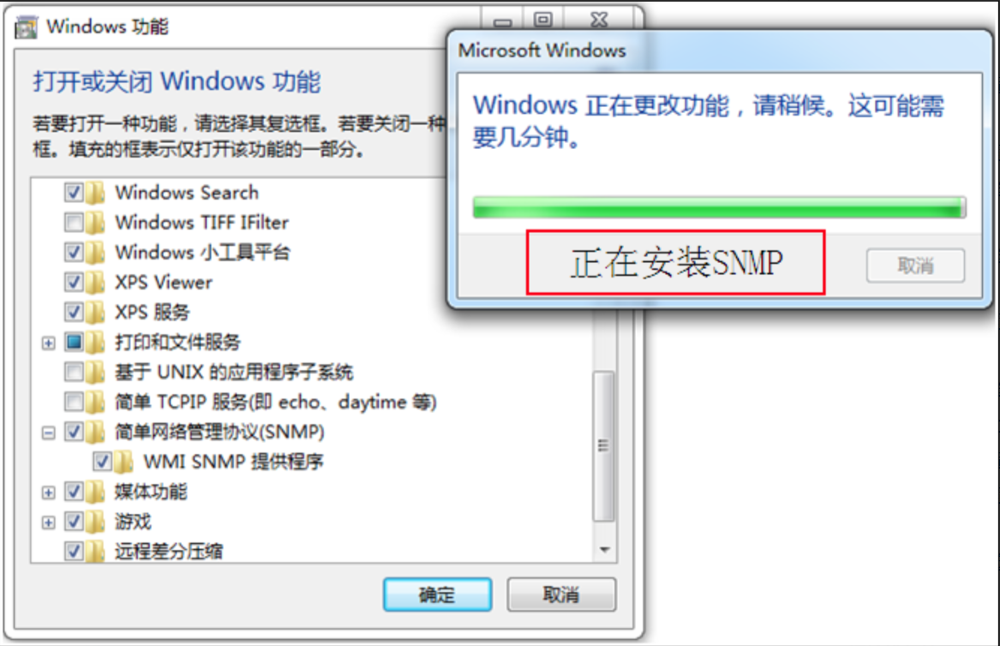 Windows 功能
打开或关闭 Windows 功能
若要打开一种功能，请选择其复选框。若要关闭一种
框。填充的框表示仅打开该功能的一部分。
Windows Search
Windows TIFF IFilter
Windows 小工具平台
XPS Viewer
XPS 服务
打印和文件服务
基于 UNIX 的应用程序子系统
简单 TCPIP 服务(即 echo、daytime 等)
简单网络管理协议(SNMP)
WMI SNMP 提供程序
媒体功能
游戏
远程差分压缩
确定
取消
Microsoft Windows
Windows 正在更改功能，请稍候。这可能需
要几分钟。
正在安装SNMP
取消